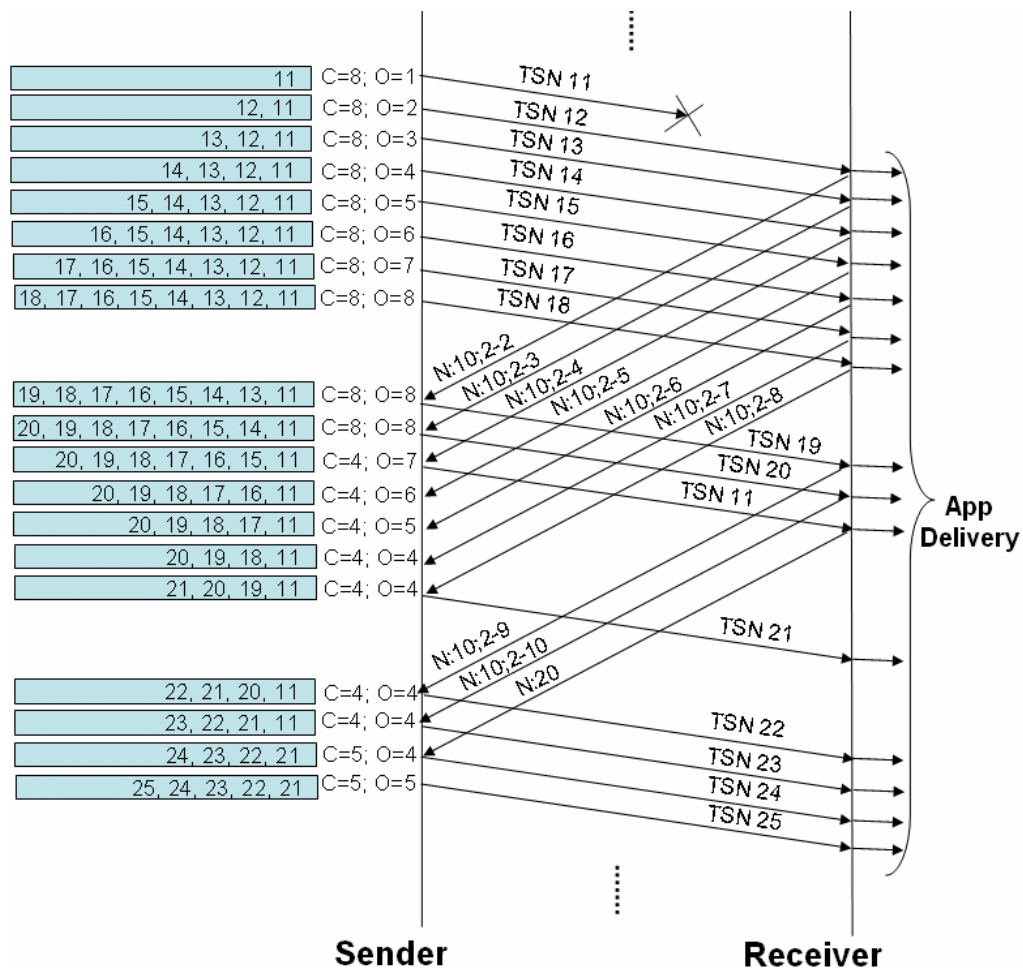 11 C=8; O=1 TSN 11
12, 11 C=8; O=2 TSN 12
13, 12, 11 C=8; O=3 TSN 13
14, 13, 12, 11 C=8; O=4 TSN 14
15, 14, 13, 12, 11 C=8; O=5 TSN 15
16, 15, 14, 13, 12, 11 C=8; O=6 TSN 16
17, 16, 15, 14, 13, 12, 11 C=8; O=7 TSN 17
18, 17, 16, 15, 14, 13, 12, 11 C=8; O=8 TSN 18
N:10;2-2
N:10;2-3
N:10;2-4
N:10;2-5
N:10;2-6
N:10;2-7
N:10;2-8
19, 18, 17, 16, 15, 14, 13, 11 C=8; O=8 TSN 19
20, 19, 18, 17, 16, 15, 14, 11 C=8; O=8 TSN 20
20, 19, 18, 17, 16, 15, 11 C=4; O=7 TSN 11
20, 19, 18, 17, 16, 11 C=4; O=6
20, 19, 18, 17, 11 C=4; O=5
20, 19, 18, 11 C=4; O=4
21, 20, 19, 11 C=4; O=4 TSN 21
App
Delivery
N:10;2-9
N:10;2-10
N:20
22, 21, 20, 11 C=4; O=4 TSN 22
23, 22, 21, 11 C=4; O=4 TSN 23
24, 23, 22, 21 C=5; O=4 TSN 24
25, 24, 23, 22, 21 C=5; O=5 TSN 25
Sender
Receiver